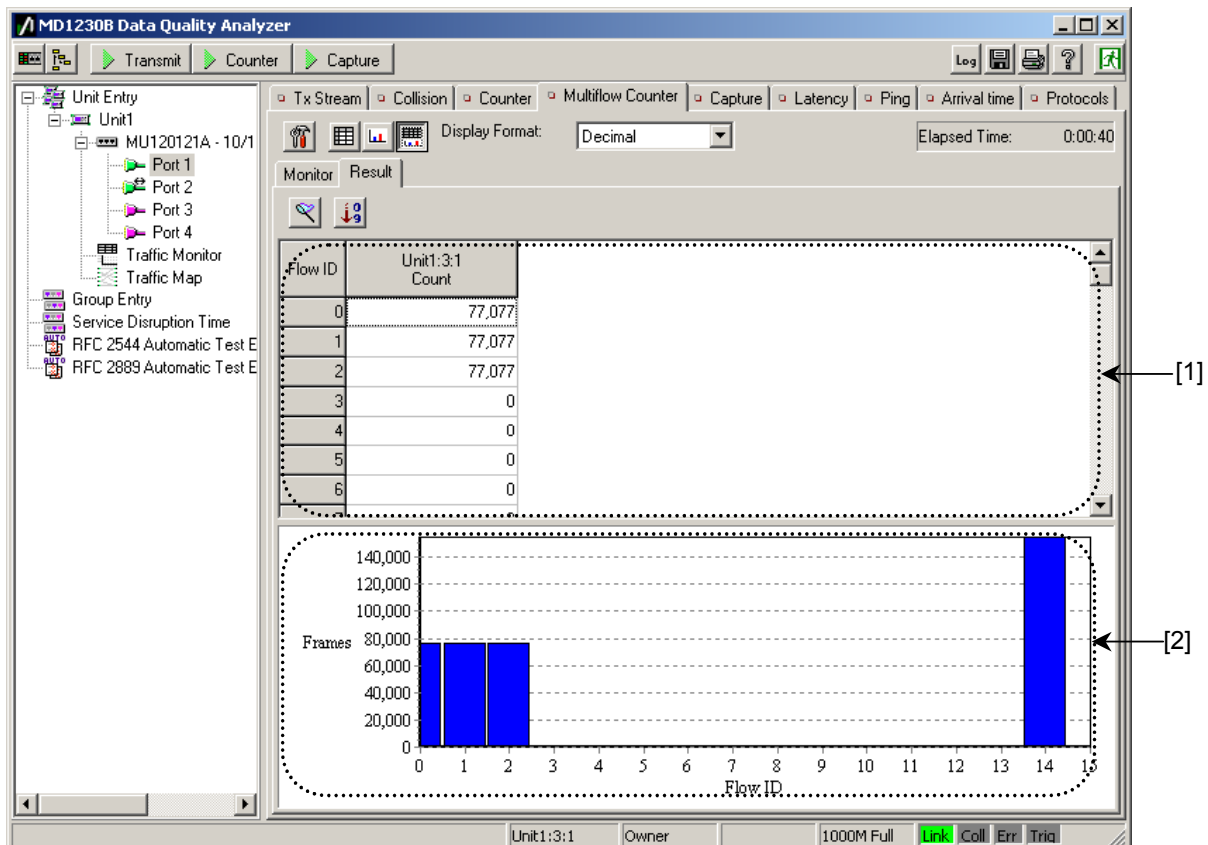 MD1230B Data Quality Analyzer
Transmit Counter Capture Log ?
Unit Entry
Unit1
MU120121A - 10/1
Port 1
Port 2
Port 3
Port 4
Traffic Monitor
Traffic Map
Group Entry
Service Disruption Time
AUTO RFC 2544 Automatic Test E
AUTO RFC 2889 Automatic Test E
Tx Stream Collision Counter Multiflow Counter Capture Latency Ping Arrival time Protocols
Display Format: Decimal Elapsed Time: 0:00:40
Monitor Result
Flow ID Unit1:3:1
Count
0 77,077
1 77,077
2 77,077
3 0
4 0
5 0
6 0
[1]
140,000
120,000
100,000
80,000
60,000
40,000
20,000
0
Frames
0 1 2 3 4 5 6 7 8 9 10 11 12 13 14 15
Flow ID
[2]
Unit1:3:1 Owner 1000M Full Link Coll Err Trig